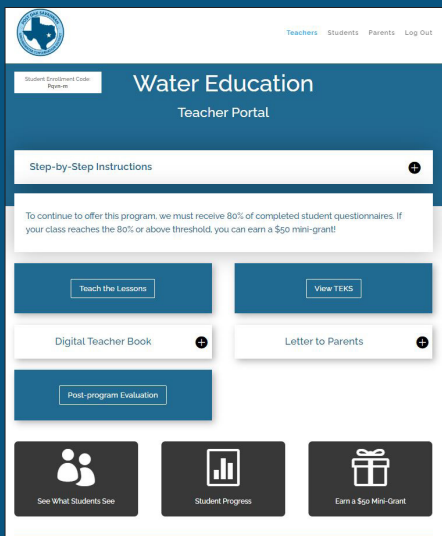 Teachers Students Parents Log Out
Student Enrollment Code:
Pqvn-m
Water Education
Teacher Portal
Step-by-Step Instructions
To continue to offer this program, we must receive 80% of completed student questionnaires. If
your class reaches the 80% or above threshold, you can earn a $50 mini-grant!
Teach the Lessons
View TEKS
Digital Teacher Book
Letter to Parents
Post-program Evaluation
See What Students See
Student Progress
Earn a $50 Mini-Grant